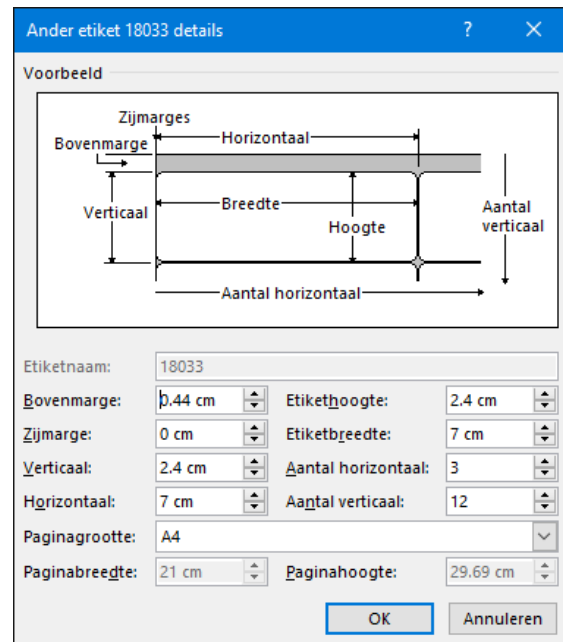 Ander etiket 18033 details
?
Voorbeeld
Zijmarges
Horizontaal
Bovenmarge
Breedte
Verticaal
Hoogte
Aantal
verticaal
Aantal horizontaal
Etiketnaam: 18033
Bovenmarge: 0.44 cm Etikethoogte: 2.4 cm
Zijmarge: 0 cm Etiketbreedte: 7 cm
Verticaal: 2.4 cm Aantal horizontaal: 3
Horizontaal: 7 cm Aantal verticaal: 12
Paginagrootte: A4
Paginabreedte: 21 cm Paginahoogte: 29.69 cm
OK Annuleren